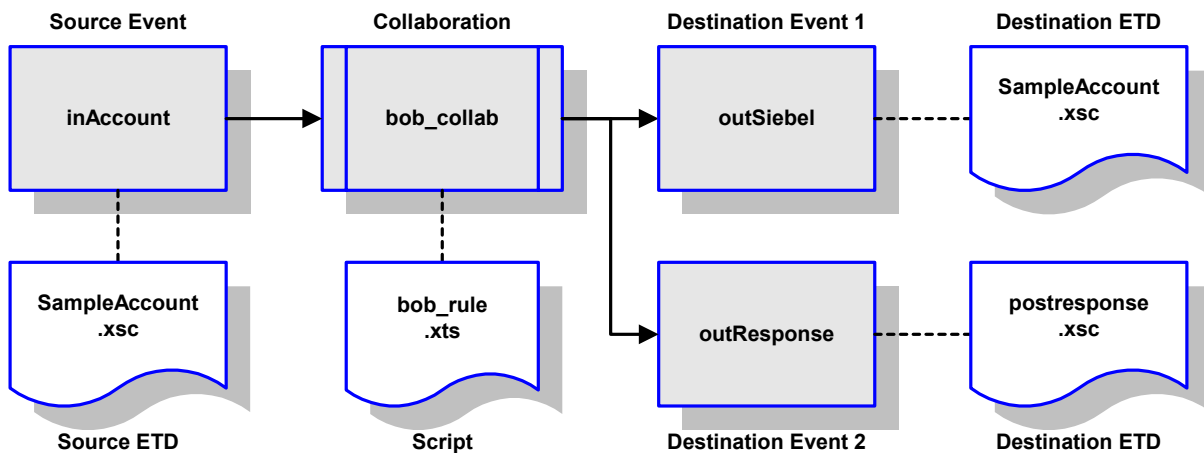 Source Event
Collaboration
Destination Event 1
Destination ETD
inAccount
bob_collab
outSiebel
SampleAccount
.xsc
SampleAccount
.xsc
bob_rule
.xts
outResponse
postresponse
.xsc
Source ETD
Script
Destination Event 2
Destination ETD